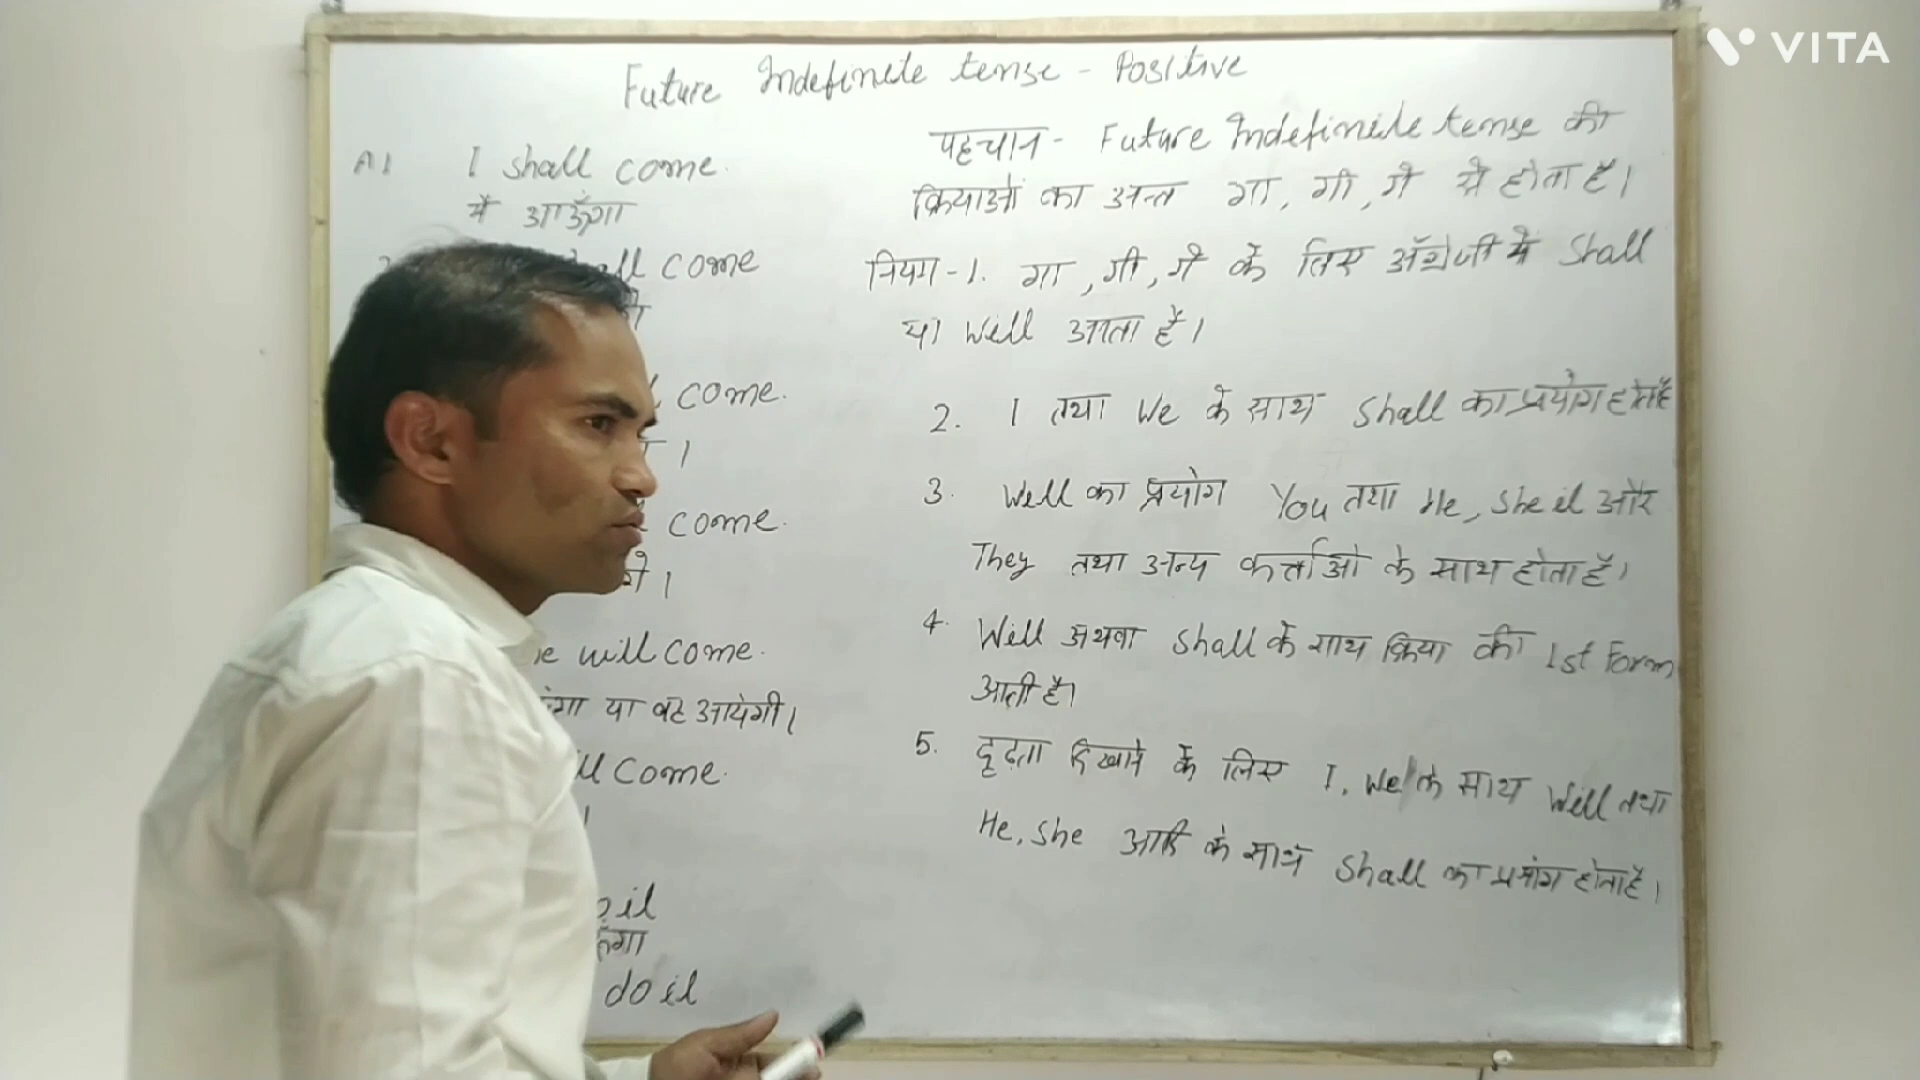 VITA
Future Indefinite tense - Positive
A1 I shall come.
मैं आऊँगा
come
come.
।
come.
।
will come.
या वह आयेगी।
come.
it
do it
पहचान - Future Indefinite tense की
क्रियाओं का अन्त गा, गी, गे से होता है।
नियम - 1. गा, गी, गे के लिए अँग्रेजी में Shall
या Will आता है।
2. I तथा We के साथ Shall का प्रयोग होता है
3. Will का प्रयोग You तथा He, She it और
They तथा अन्य कर्त्ताओ के साथ होता है।
4. Will अथवा Shall के साथ क्रिया की 1st Form
आती है।
5. दृढ़ता दिखाने के लिए I, We के साथ Will तथा
He, She आदि के साथ Shall का प्रयोग होता है।